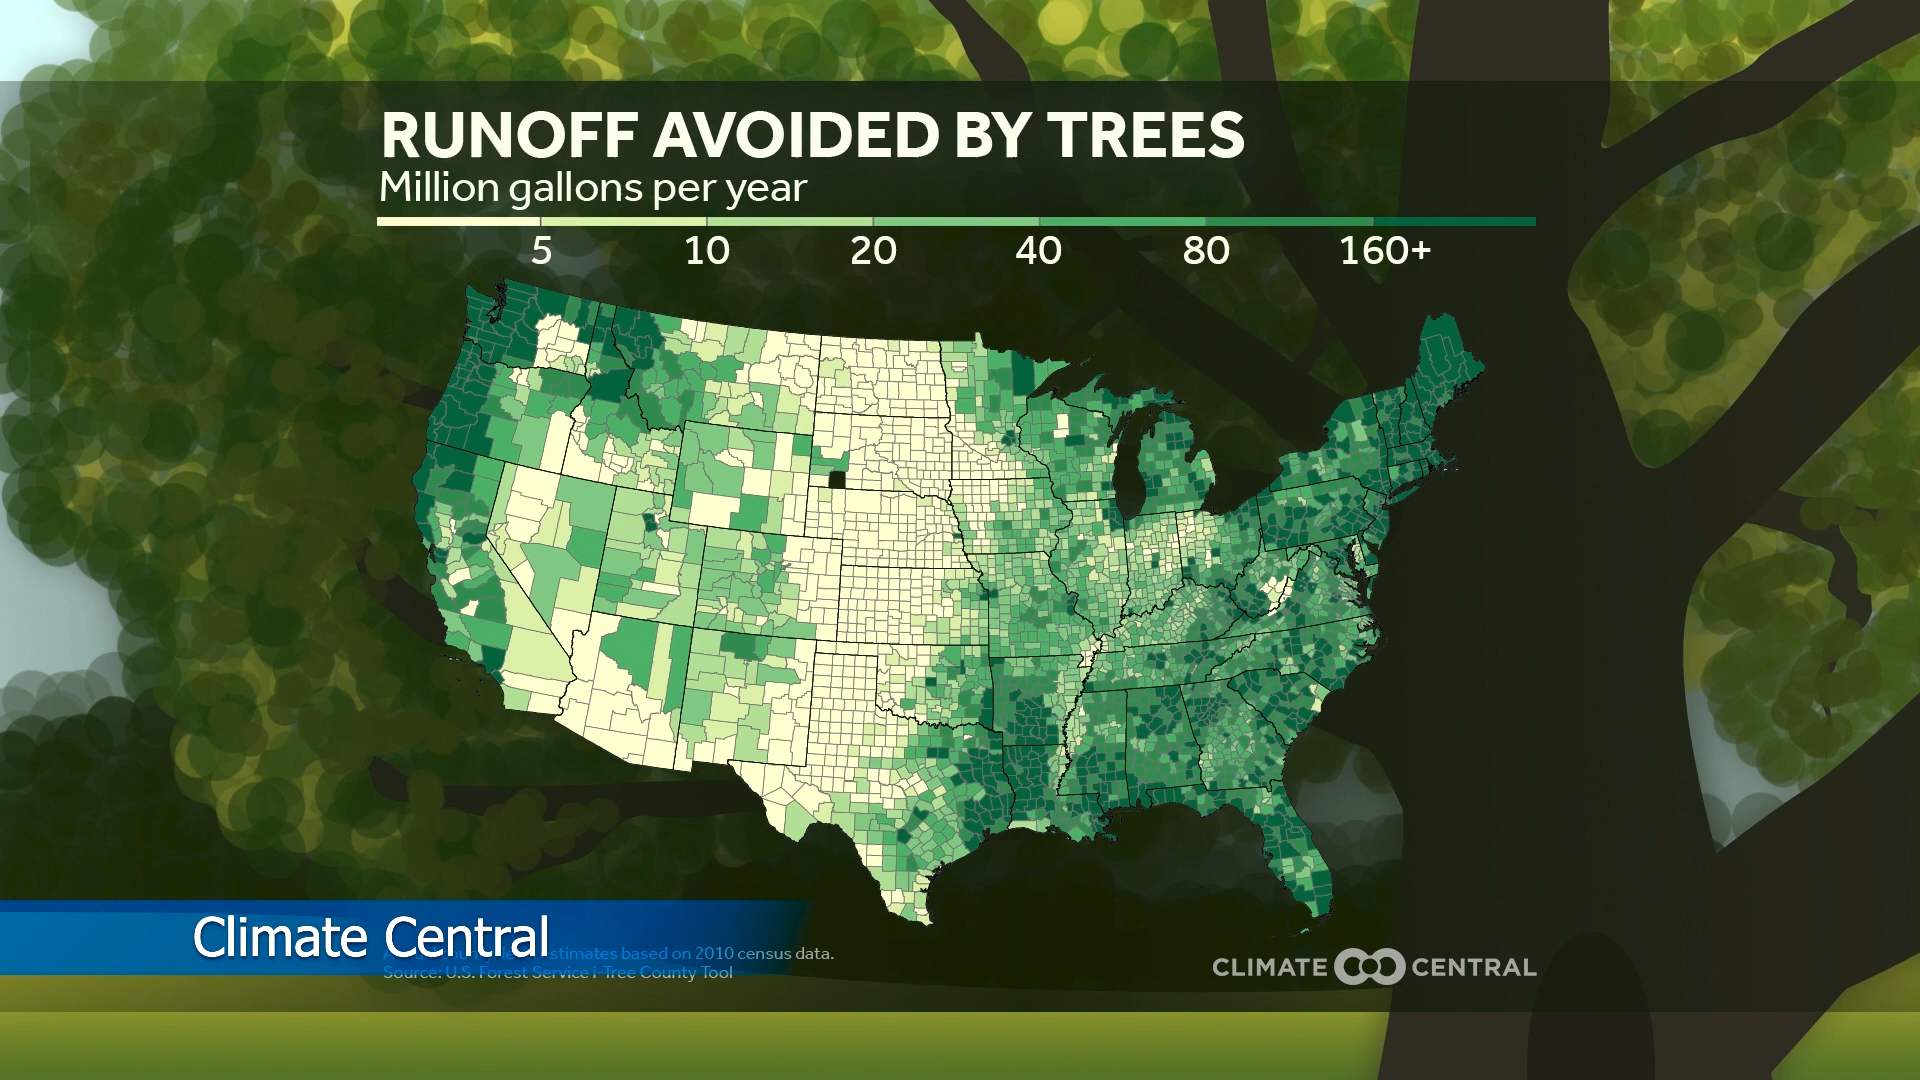 RUNOFF AVOIDED BY TREES
Million gallons per year
5 10 20 40 80 160+
Climate Central
estimates based on 2010 census data.
Source: U.S. Forest Service i-Tree County Tool
CLIMATE CENTRAL